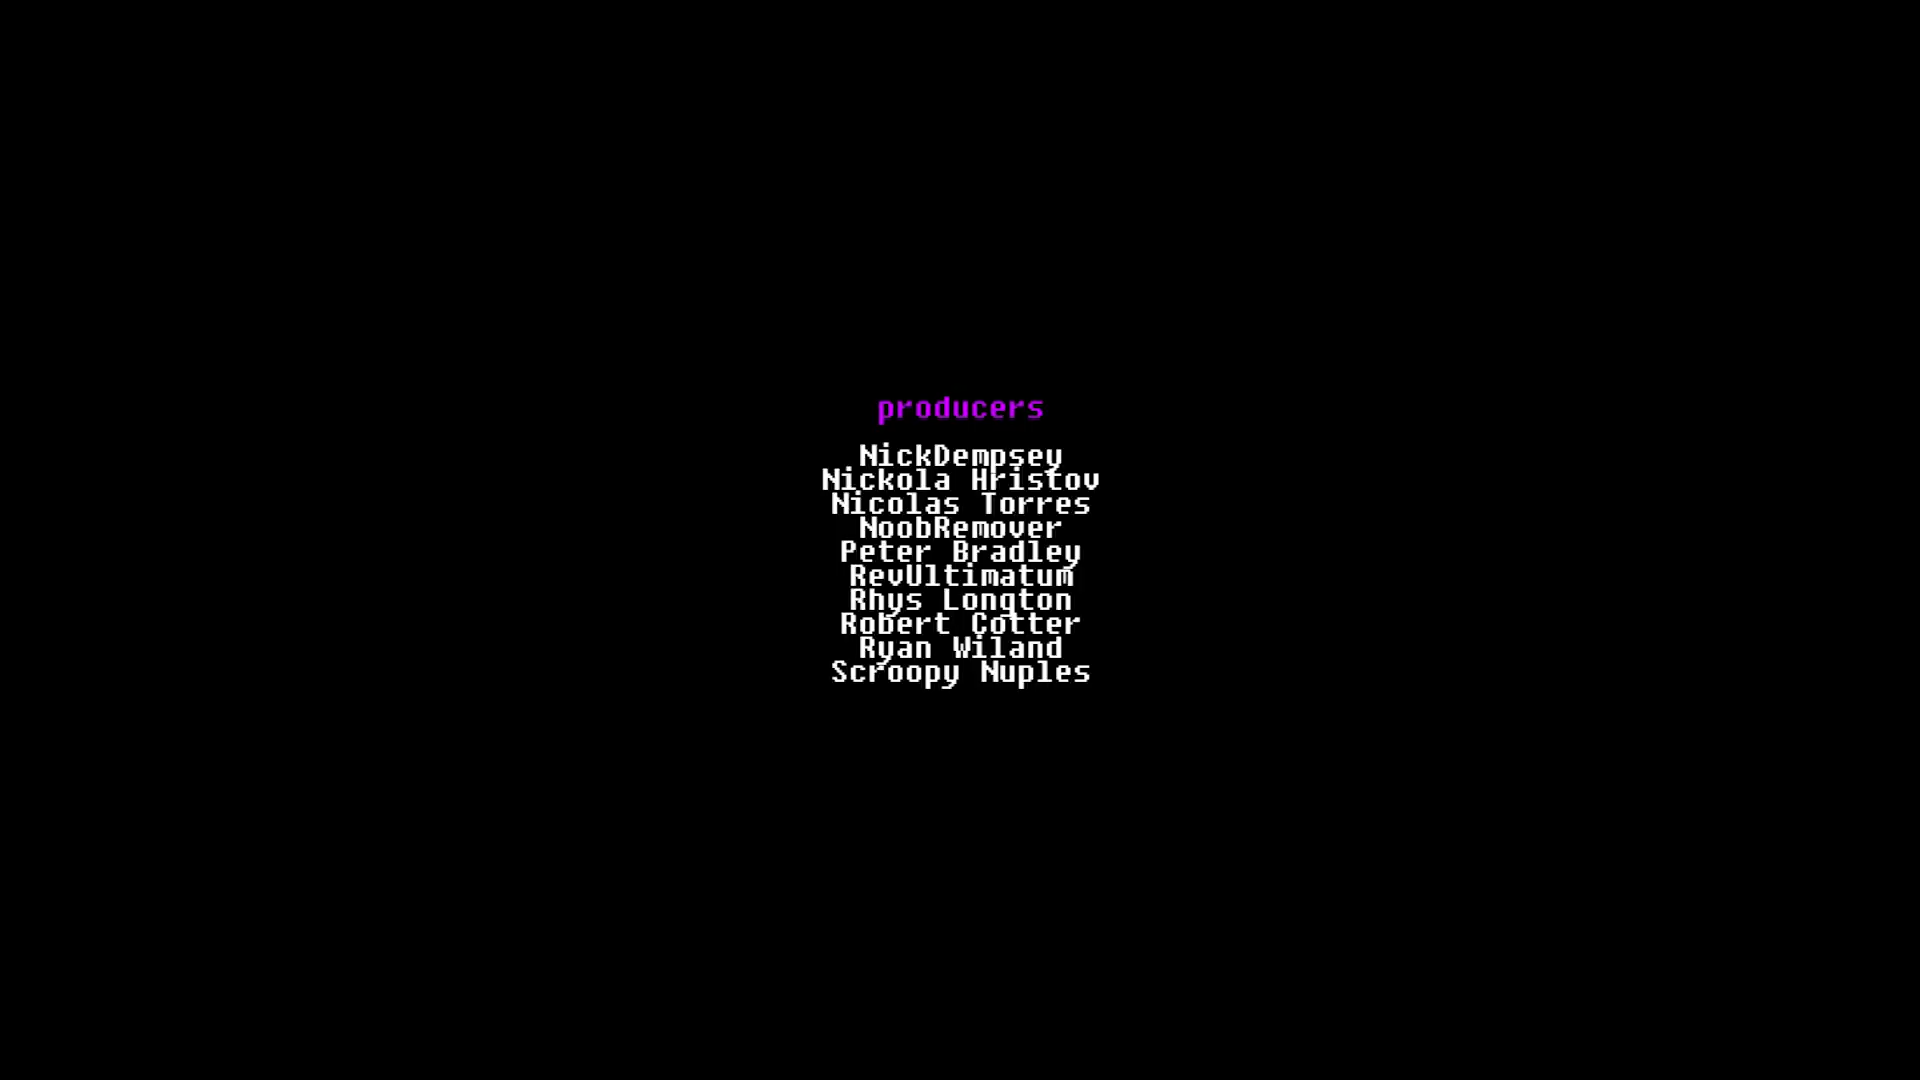 producers
NickDempsey
Nickola Hristov
Nicolas Torres
NoobRemover
Peter Bradley
RevUltimatum
Rhys Longton
Robert Cotter
Ryan Wiland
Scroopy Nuples